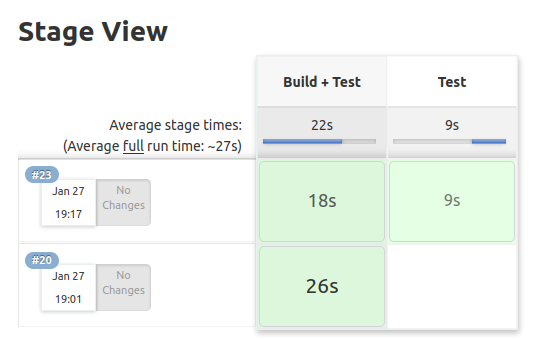 Stage View
Build + Test
Test
Average stage times:
(Average full run time: ~27s)
22s
9s
#23
Jan 27
19:17
No
Changes
18s
9s
#20
Jan 27
19:01
No
Changes
26s